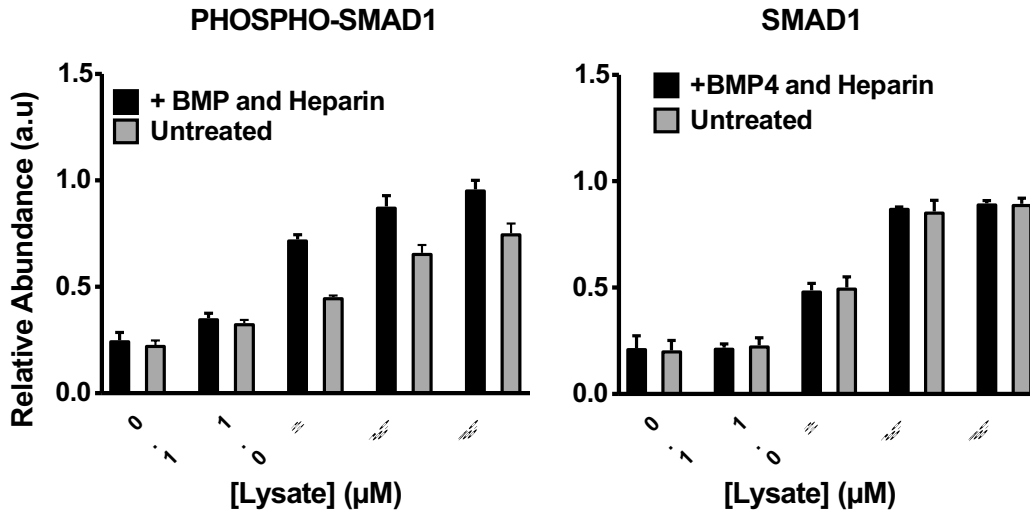 PHOSPHO-SMAD1
Relative Abundance (a.u)
1.5
1.0
0.5
0.0
+ BMP and Heparin
Untreated
0.1
1.0
[Lysate] (µM)
SMAD1
1.5
1.0
0.5
0.0
+BMP4 and Heparin
Untreated
0.1
1.0
[Lysate] (µM)